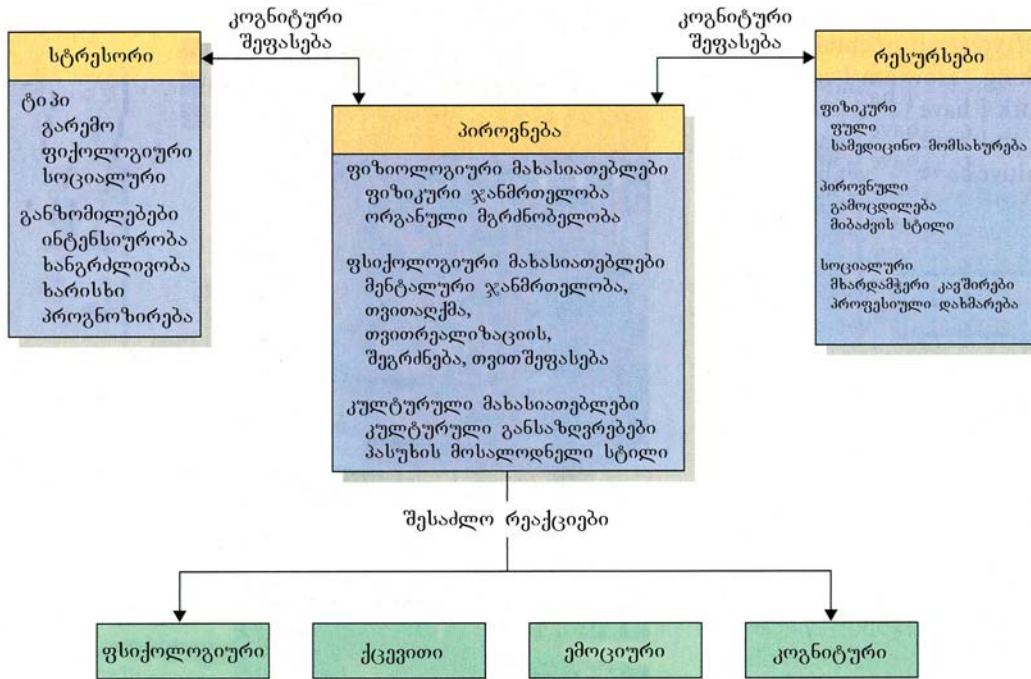 კოგნიტური
შეფასება
კოგნიტური
შეფასება
სტრესორი
ტიპი
გარემო
ფიქოლოგიური
სოციალური
განზომილებები
ინტენსიურობა
ხანგრძლივობა
ხარისხი
პროგნოზირება
პიროვნება
ფიზიოლოგიური მახასიათებლები
ფიზიკური ჯანმრთელობა
ორგანული მგრძნობელობა
ფსიქოლოგიური მახასიათებლები
მენტალური ჯანმრთელობა,
თვითაღქმა,
თვითრეალიზაციის,
შეგრძნება, თვითშეფასება
კულტურული მახასიათებლები
კულტურული განსაზღვრებები
პასუხის მოსალოდნელი სტილი
რესურსები
ფიზიკური
ფული
სამედიცინო მომსახურება
პიროვნული
გამოცდილება
მიბაძვის სტილი
სოციალური
მხარდამჭერი კავშირები
პროფესიული დახმარება
შესაძლო რეაქციები
ფსიქოლოგიური
ქცევითი
ემოციური
კოგნიტური